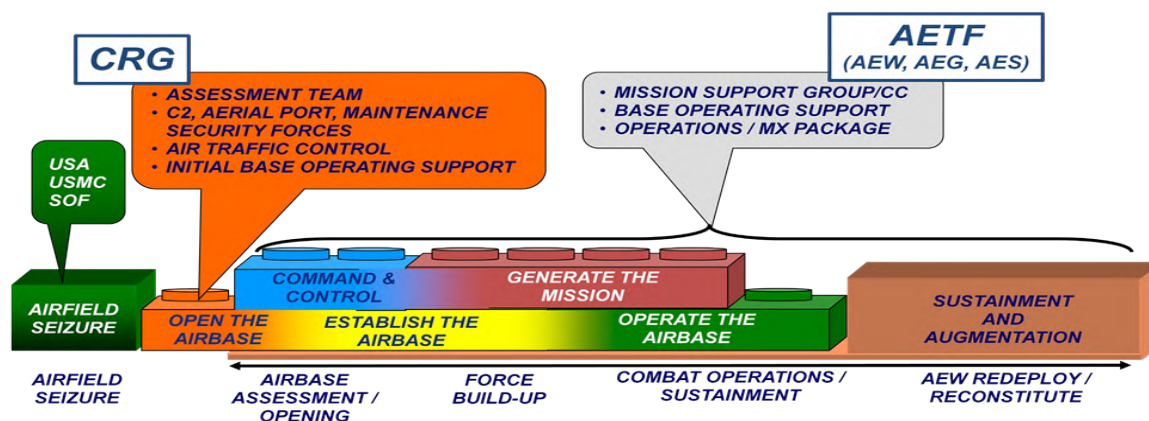 CRG
AETF
(AEW, AEG, AES)
• ASSESSMENT TEAM
• C2, AERIAL PORT, MAINTENANCE
SECURITY FORCES
• AIR TRAFFIC CONTROL
• INITIAL BASE OPERATING SUPPORT
• MISSION SUPPORT GROUP/CC
• BASE OPERATING SUPPORT
• OPERATIONS / MX PACKAGE
USA
USMC
SOF
AIRFIELD
SEIZURE
OPEN THE
AIRBASE
COMMAND &
CONTROL
ESTABLISH THE
AIRBASE
GENERATE THE
MISSION
OPERATE THE
AIRBASE
SUSTAINMENT
AND
AUGMENTATION
AIRFIELD
SEIZURE
AIRBASE
ASSESSMENT /
OPENING
FORCE
BUILD-UP
COMBAT OPERATIONS /
SUSTAINMENT
AEW REDEPLOY /
RECONSTITUTE